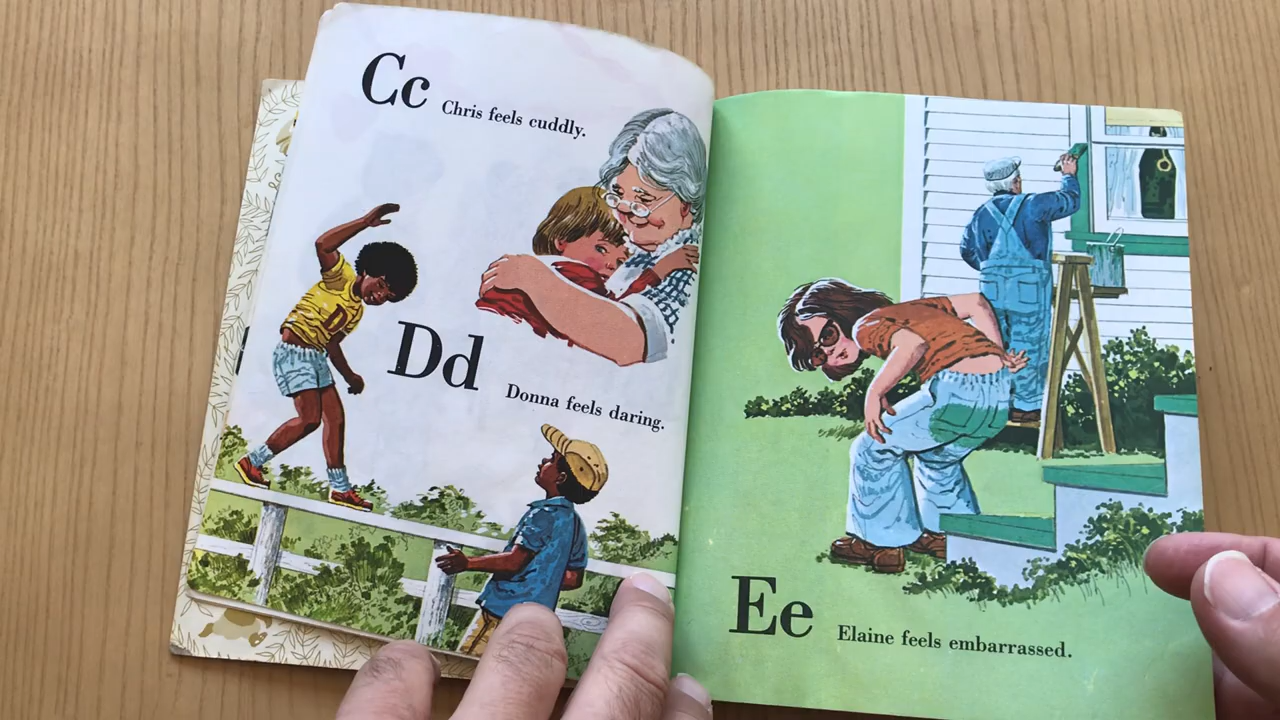 Cc Chris feels cuddly.
D
Dd Donna feels daring.
Ee Elaine feels embarrassed.